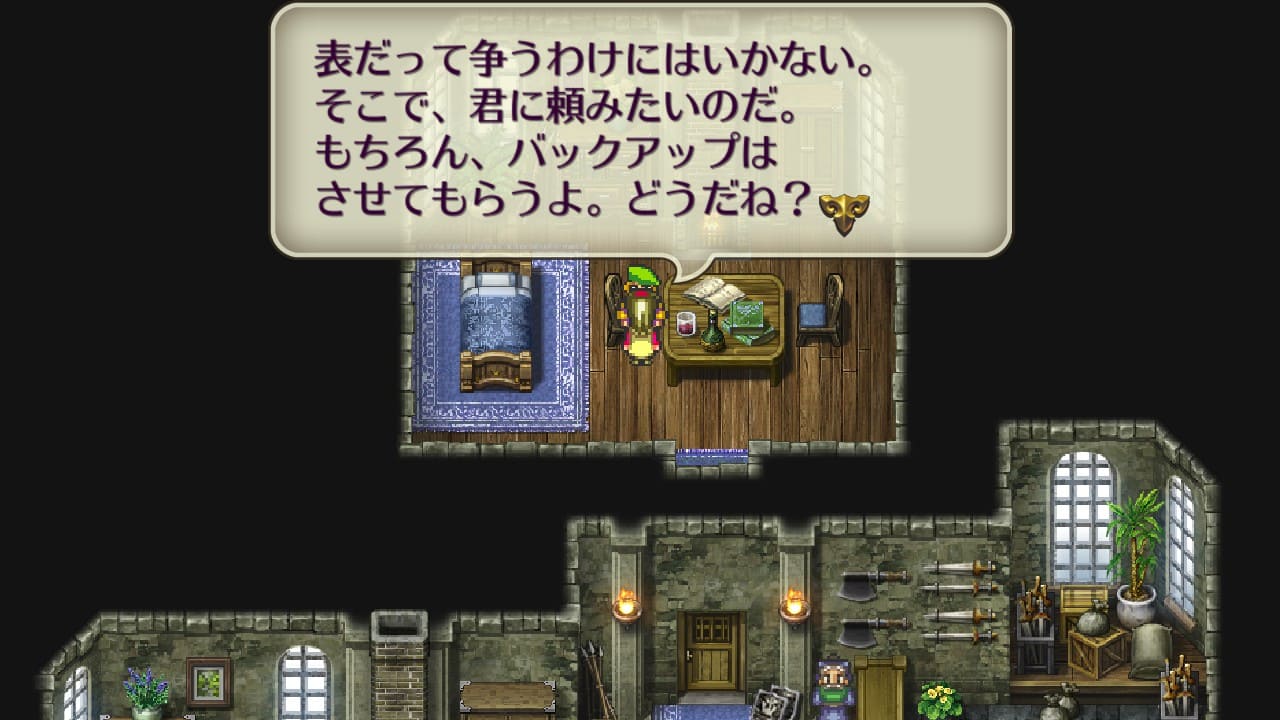 表だって争うわけにはいかない。
そこで、君に頼みたいのだ。
もちろん、バックアップは
させてもらうよ。どうだね？